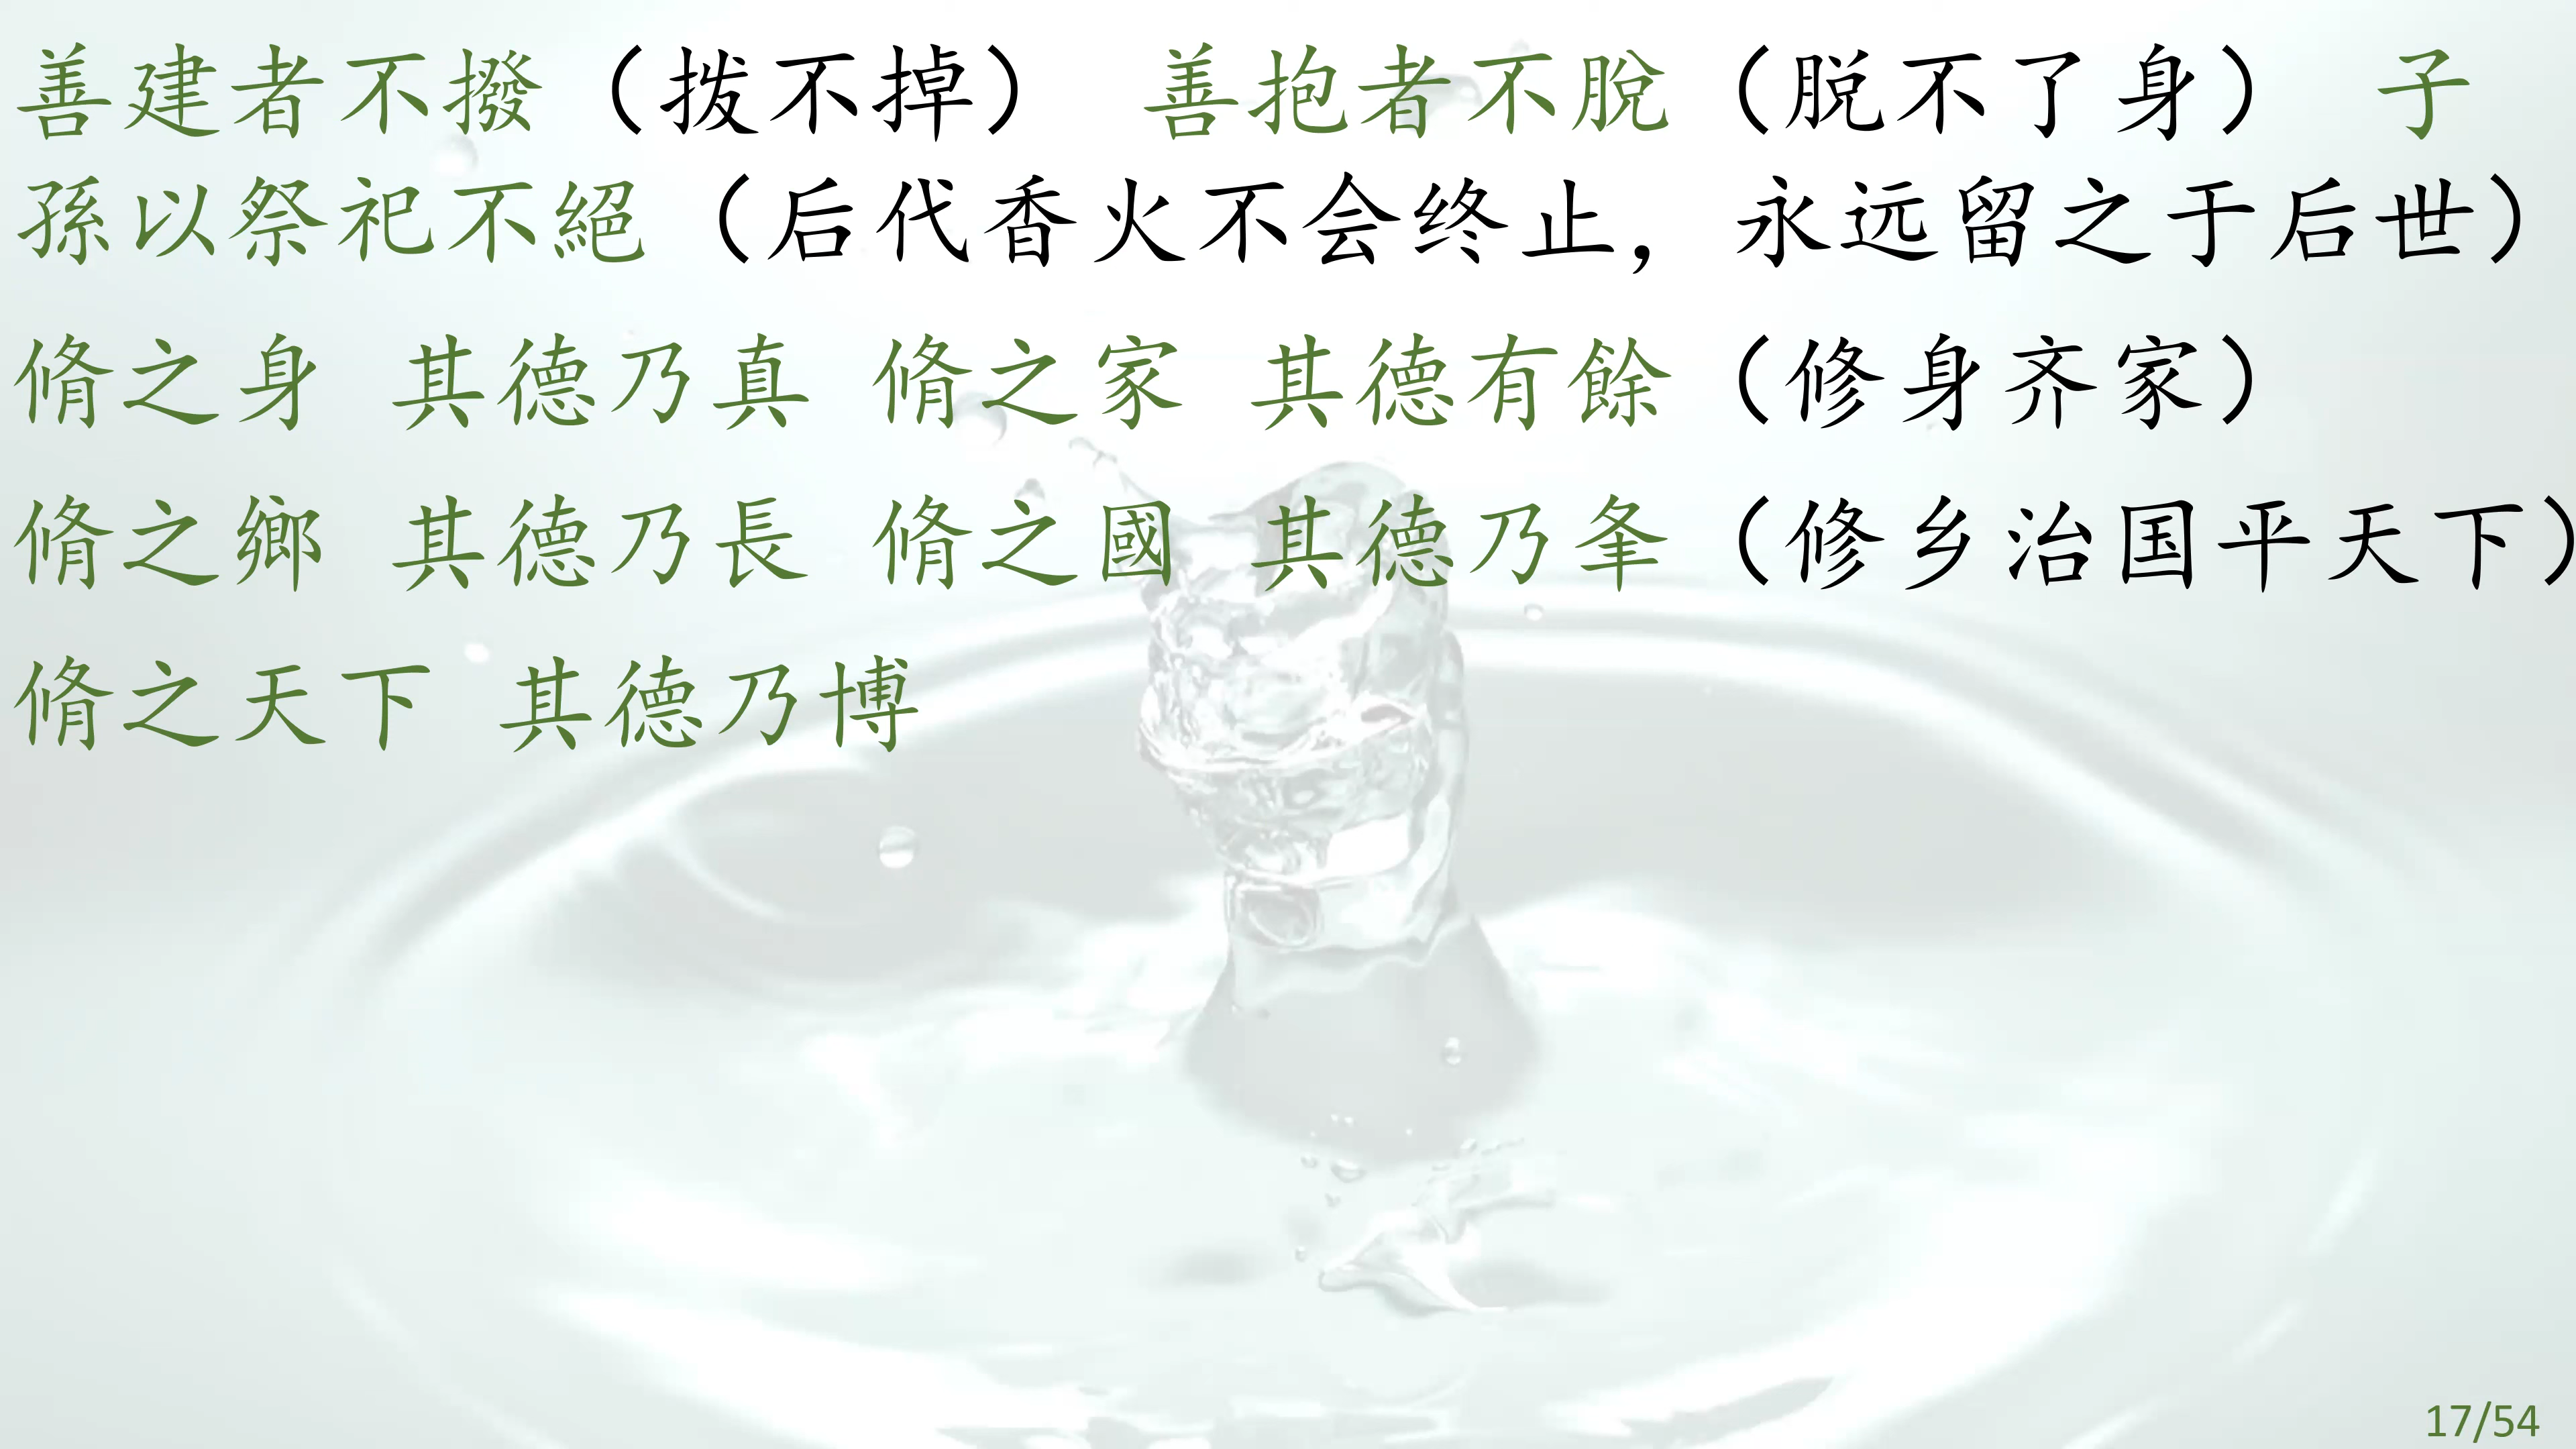 善建者不撥（拨不掉） 善抱者不脫（脱不了身） 子
孫以祭祀不絕（后代香火不会终止，永远留之于后世）
脩之身 其德乃真 脩之家 其德有餘（修身齐家）
脩之鄉 其德乃長 脩之國 其德乃夆（修乡治国平天下）
脩之天下 其德乃博
17/54